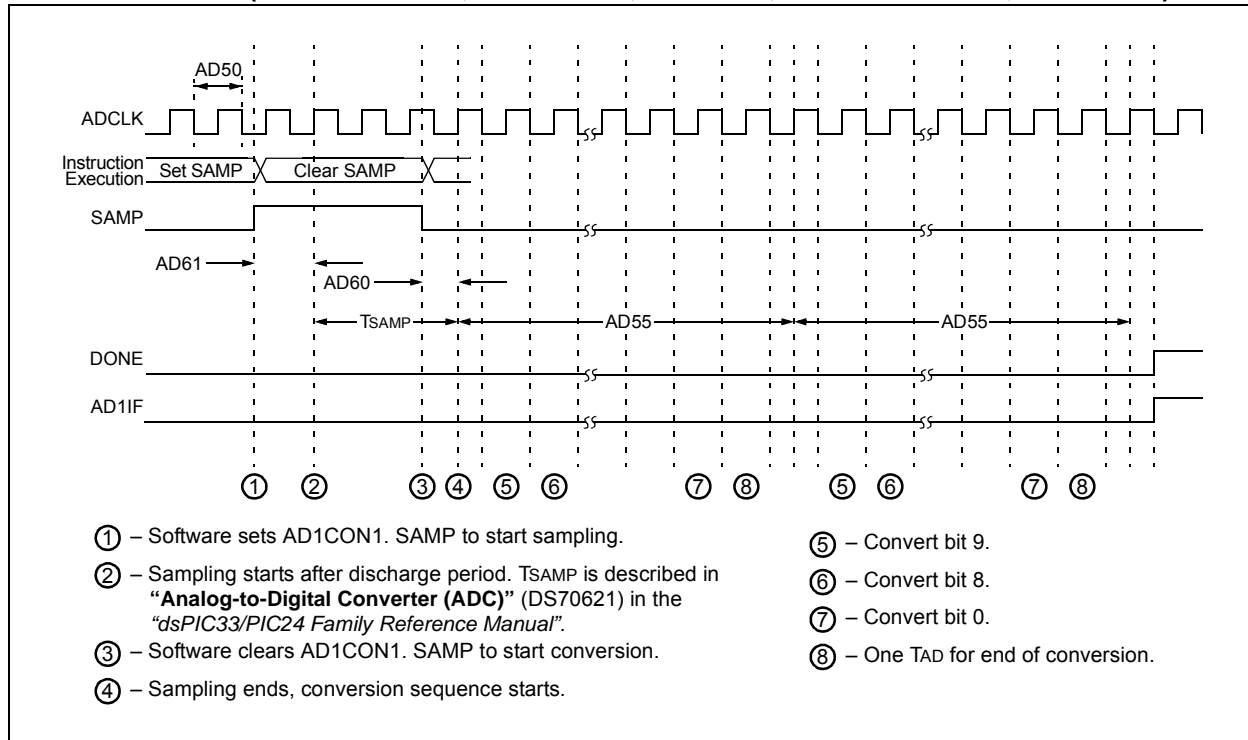 AD50
ADCLK
Instruction
Execution
Set SAMP
Clear SAMP
SAMP
AD61
AD60
TSAMP
AD55
AD55
DONE
AD1IF
1 2 3 4 5 6 7 8 5 6 7 8
1 – Software sets AD1CON1. SAMP to start sampling.
2 – Sampling starts after discharge period. TSAMP is described in
“Analog-to-Digital Converter (ADC)” (DS70621) in the
“dsPIC33/PIC24 Family Reference Manual”.
3 – Software clears AD1CON1. SAMP to start conversion.
4 – Sampling ends, conversion sequence starts.
5 – Convert bit 9.
6 – Convert bit 8.
7 – Convert bit 0.
8 – One TAD for end of conversion.